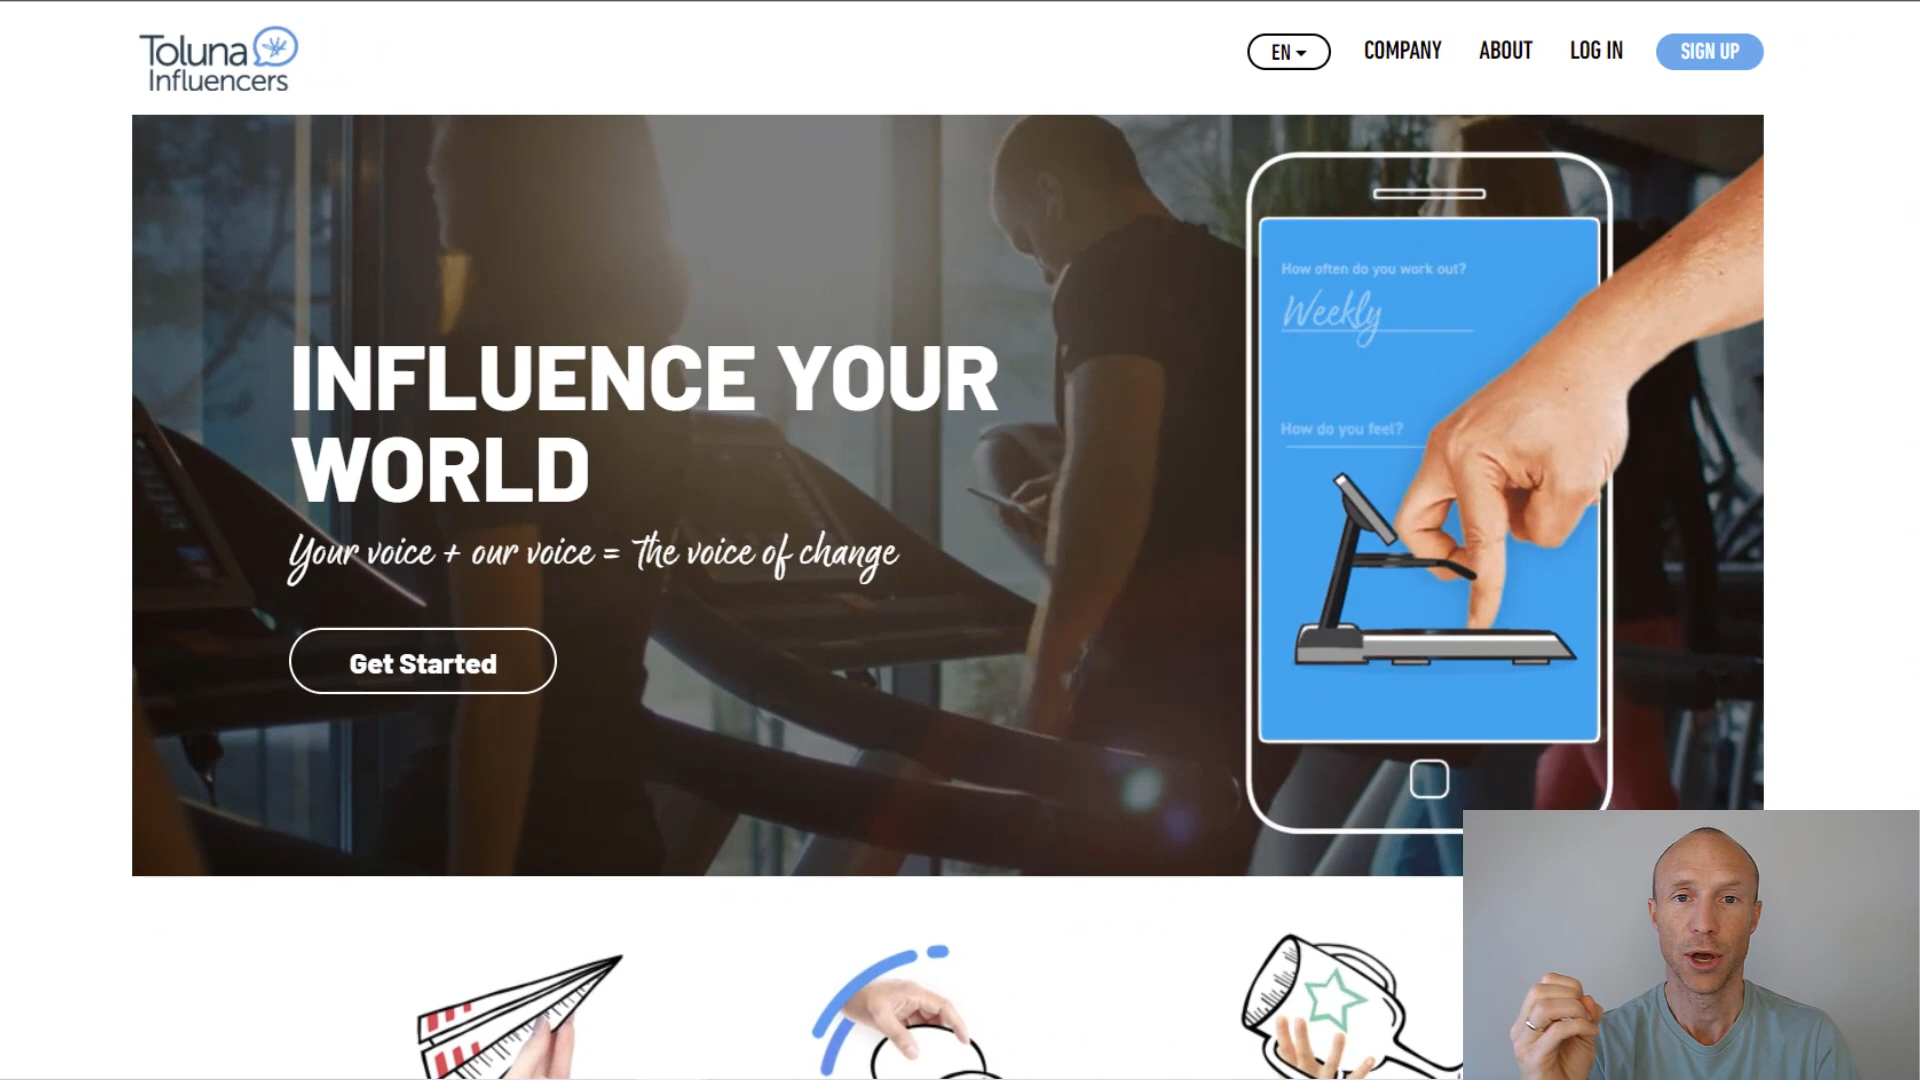 Toluna
Influencers
EN
COMPANY
ABOUT
LOG IN
SIGN UP
How often do you work out?
Weekly
How do you feel?
INFLUENCE YOUR
WORLD
Your voice + our voice = the voice of change
Get Started